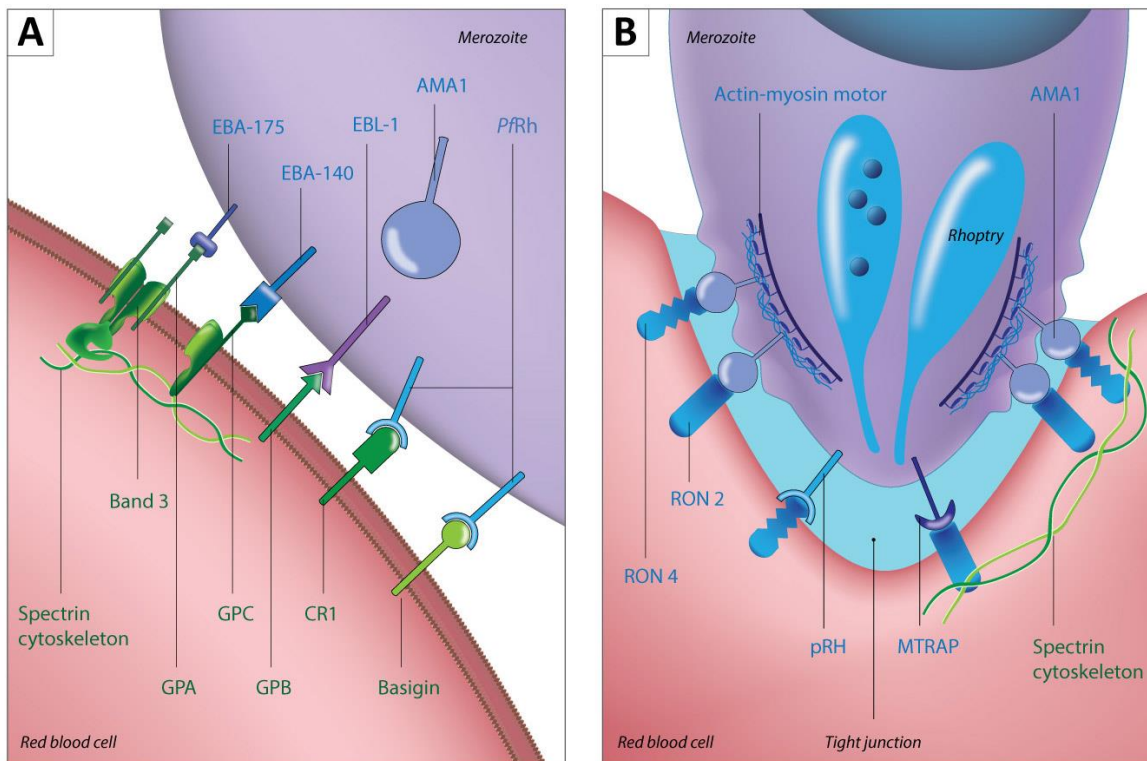 A
Merozoite
AMA1
EBA-175
EBL-1
PfRh
EBA-140
Band 3
Spectrin
cytoskeleton
GPC
CR1
GPA
GPB
Basigin
Red blood cell
B
Merozoite
Actin-myosin motor
AMA1
Rhoptry
RON 2
RON 4
pRH
MTRAP
Spectrin
cytoskeleton
Red blood cell
Tight junction